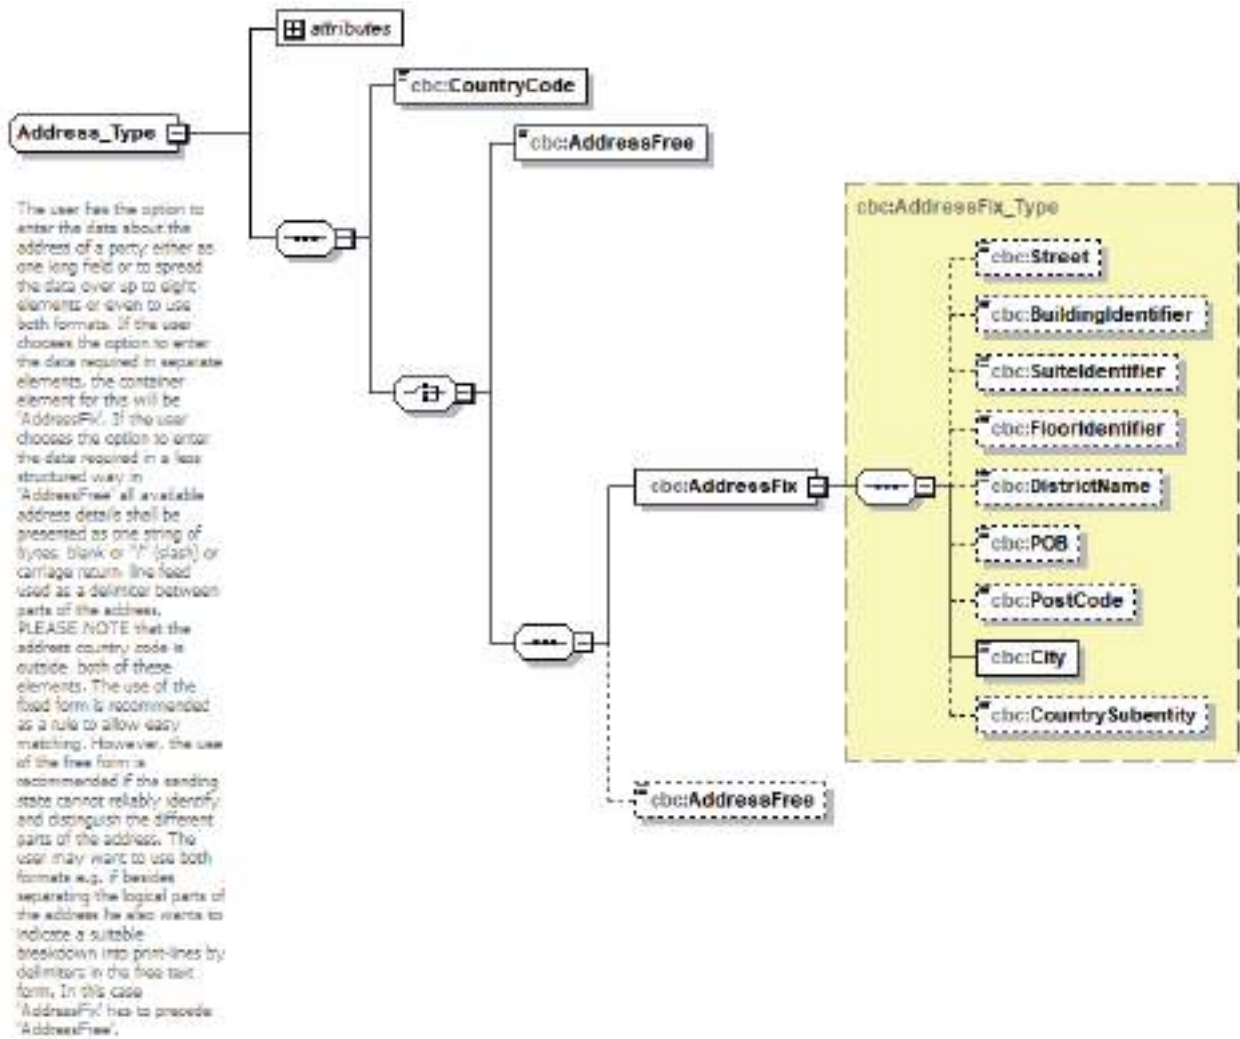 attributes
cbc:CountryCode
Address_Type
cbc:AddressFree
The user has the option to
enter the data about the
address of a party either as
one long field or to spread
the data over up to eight
elements or even to use
both formats. If the user
chooses the option to enter
the data required in separate
elements, the container
element for this will be
'AddressFix'. If the user
chooses the option to enter
the data required in a less
structured way in
'AddressFree' all available
address details shall be
presented as one string of
bytes, blank or "/" (slash) or
carriage return- line feed
used as a delimiter between
parts of the address.
PLEASE NOTE that the
address country code is
outside both of these
elements. The use of the
fixed form is recommended
as a rule to allow easy
matching. However, the use
of the free form is
recommended if the sending
state cannot reliably identify
and distinguish the different
parts of the address. The
user may want to use both
formats e.g. if besides
separating the logical parts of
the address he also wants to
indicate a suitable
breakdown into print-lines by
delimiters in the free text
form. In this case
'AddressFix' has to precede
'AddressFree'.
cbc:AddressFix_Type
cbc:Street
cbc:BuildingIdentifier
cbc:SuiteIdentifier
cbc:FloorIdentifier
cbc:AddressFix
cbc:DistrictName
cbc:POB
cbc:PostCode
cbc:City
cbc:CountrySubentity
cbc:AddressFree